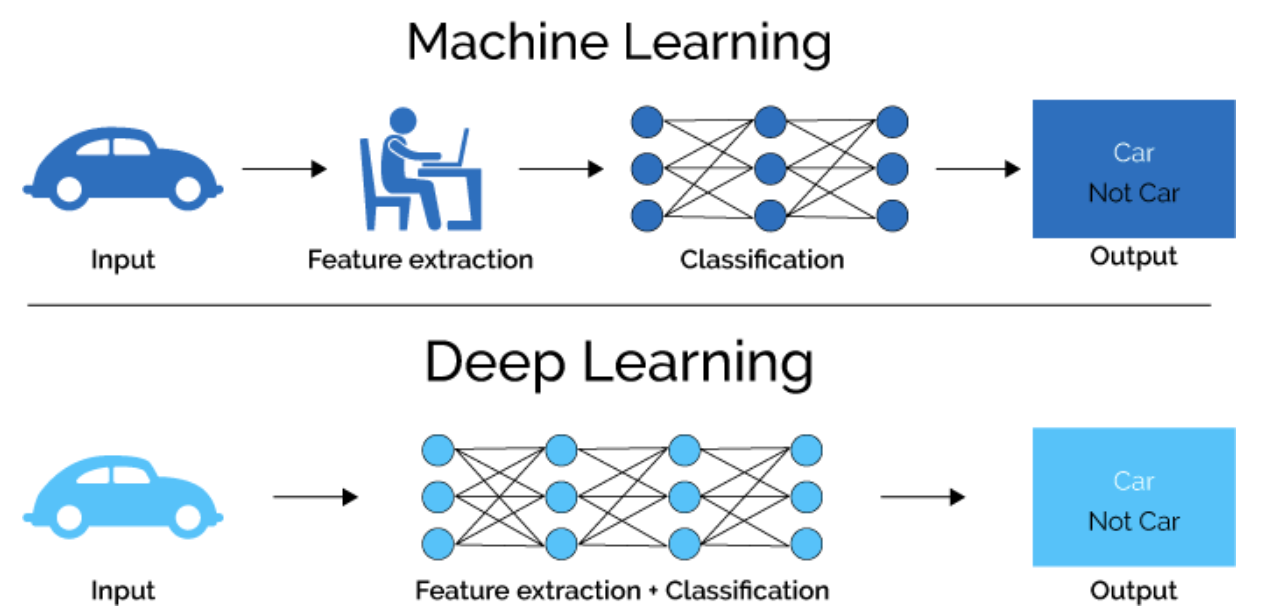 Machine Learning
Car
Not Car
Input
Feature extraction
Classification
Output
Deep Learning
Car
Not Car
Input
Feature extraction + Classification
Output